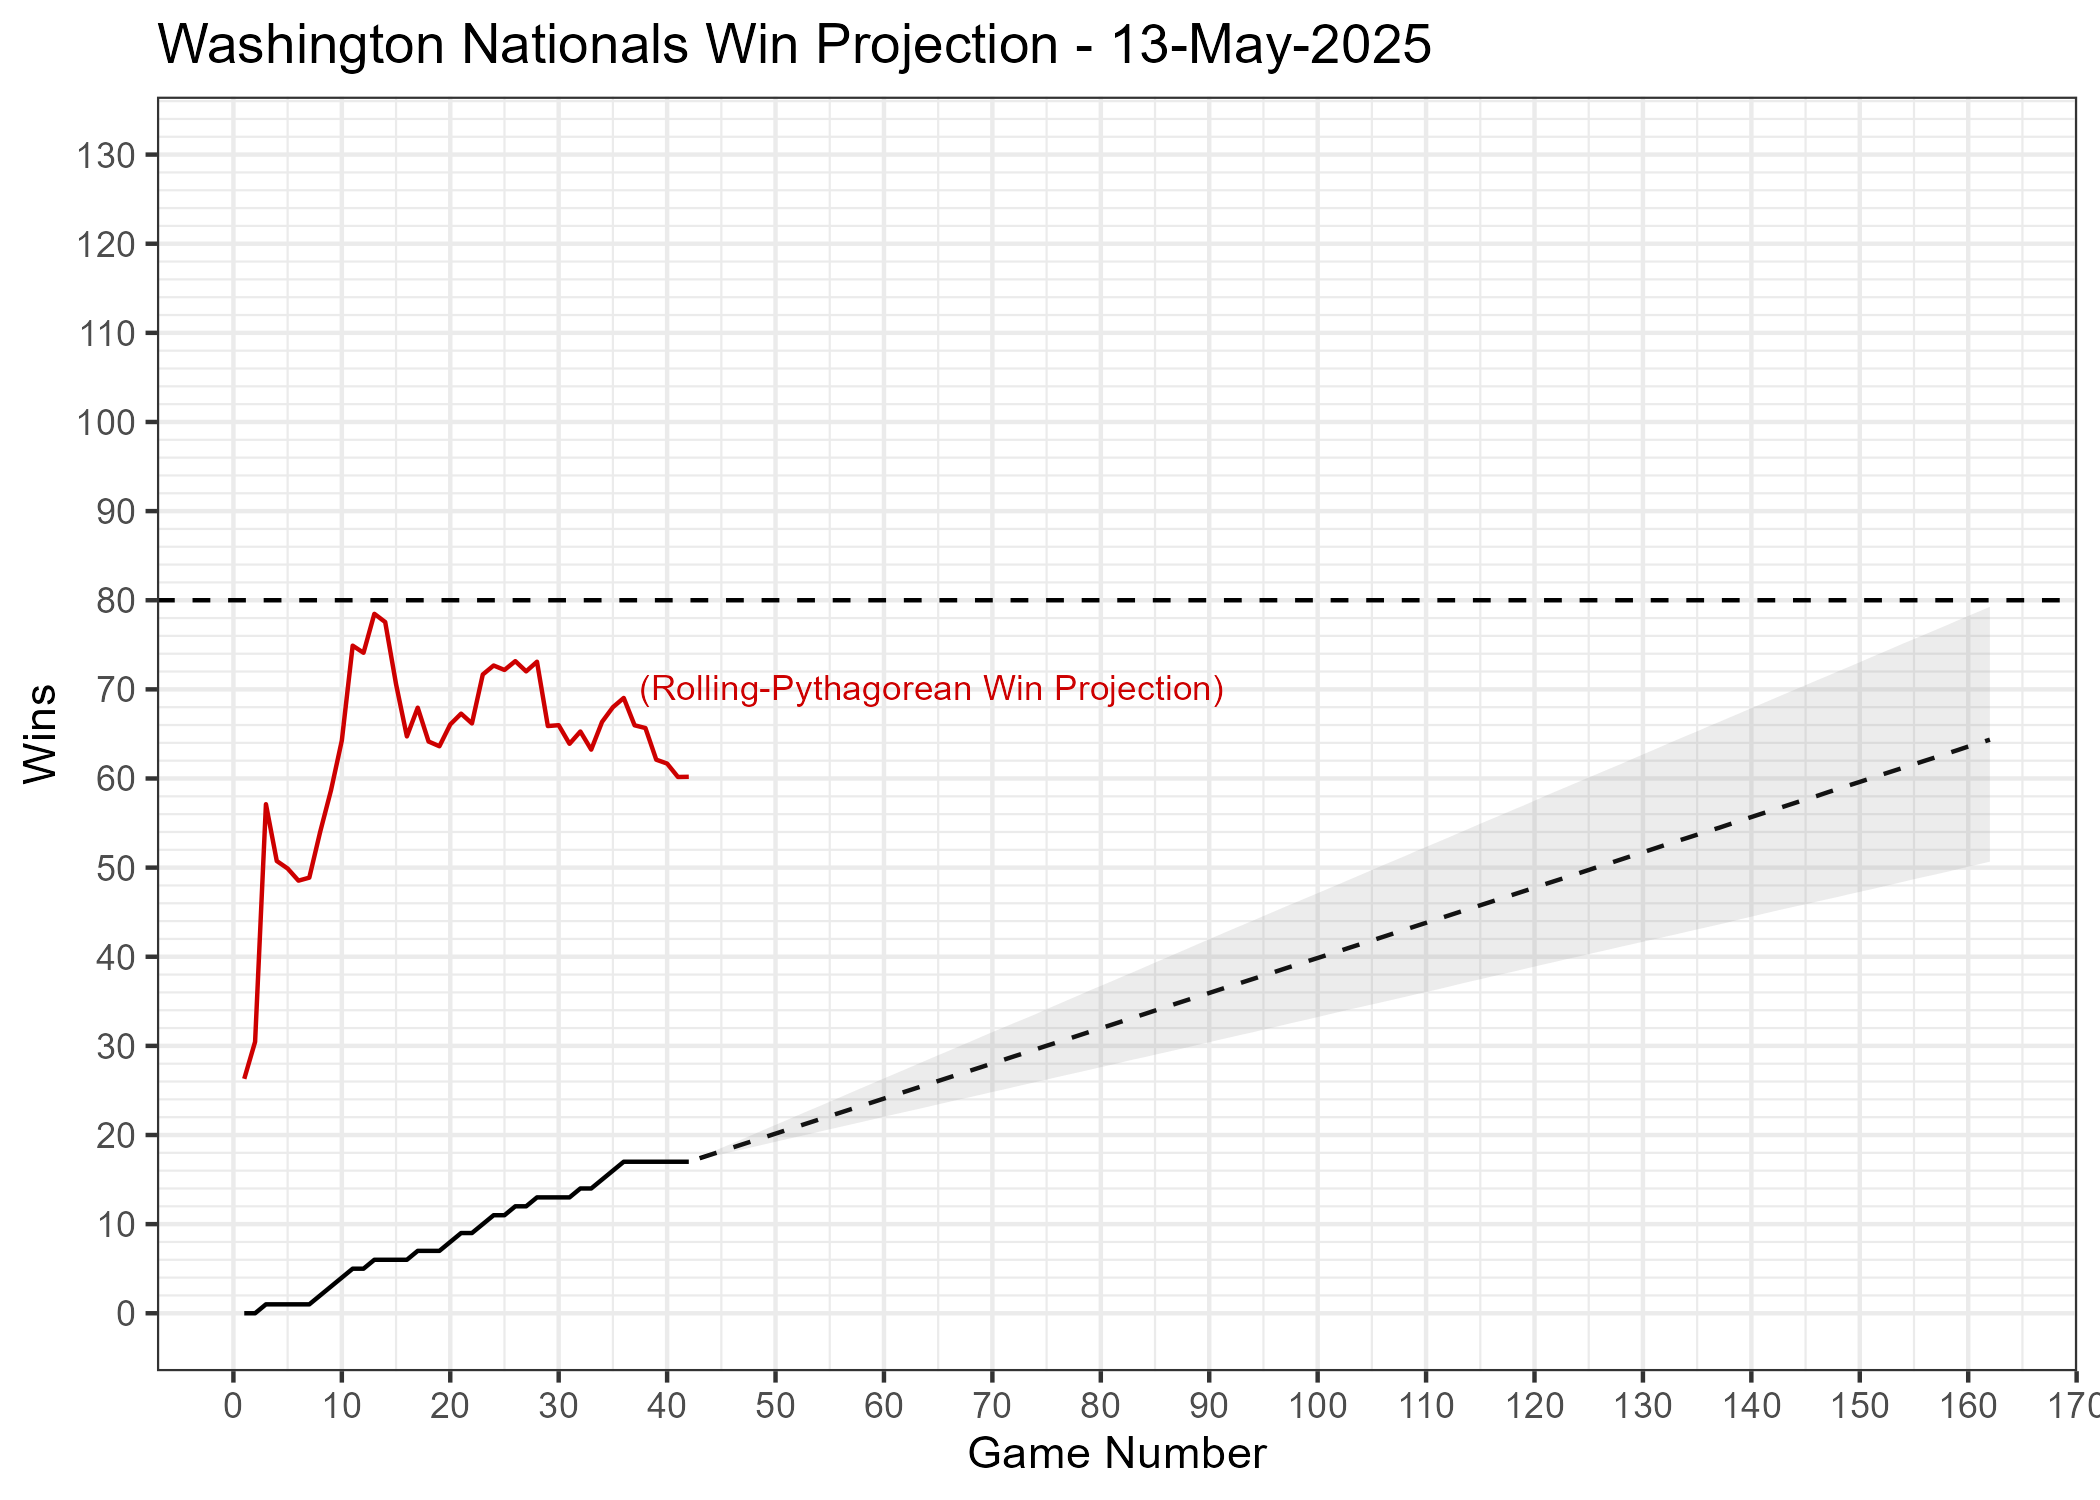 Washington Nationals Win Projection - 13-May-2025
130
120
110
100
90
80
70
(Rolling-Pythagorean Win Projection)
60
50
40
30
20
10
0
Wins
0 10 20 30 40 50 60 70 80 90 100 110 120 130 140 150 160 170
Game Number